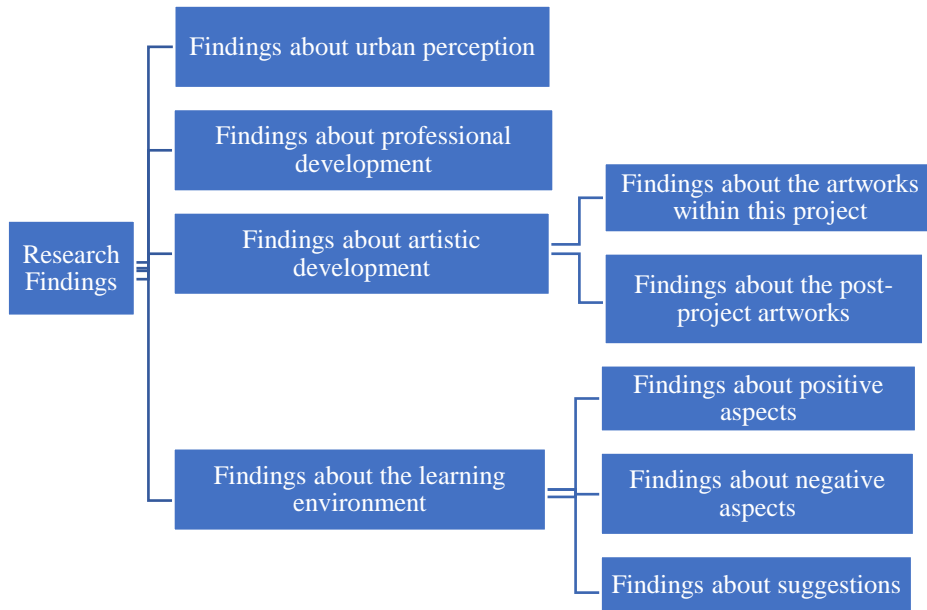 Research
Findings
Findings about urban perception
Findings about professional
development
Findings about artistic
development
Findings about the artworks
within this project
Findings about the post-
project artworks
Findings about the learning
environment
Findings about positive
aspects
Findings about negative
aspects
Findings about suggestions